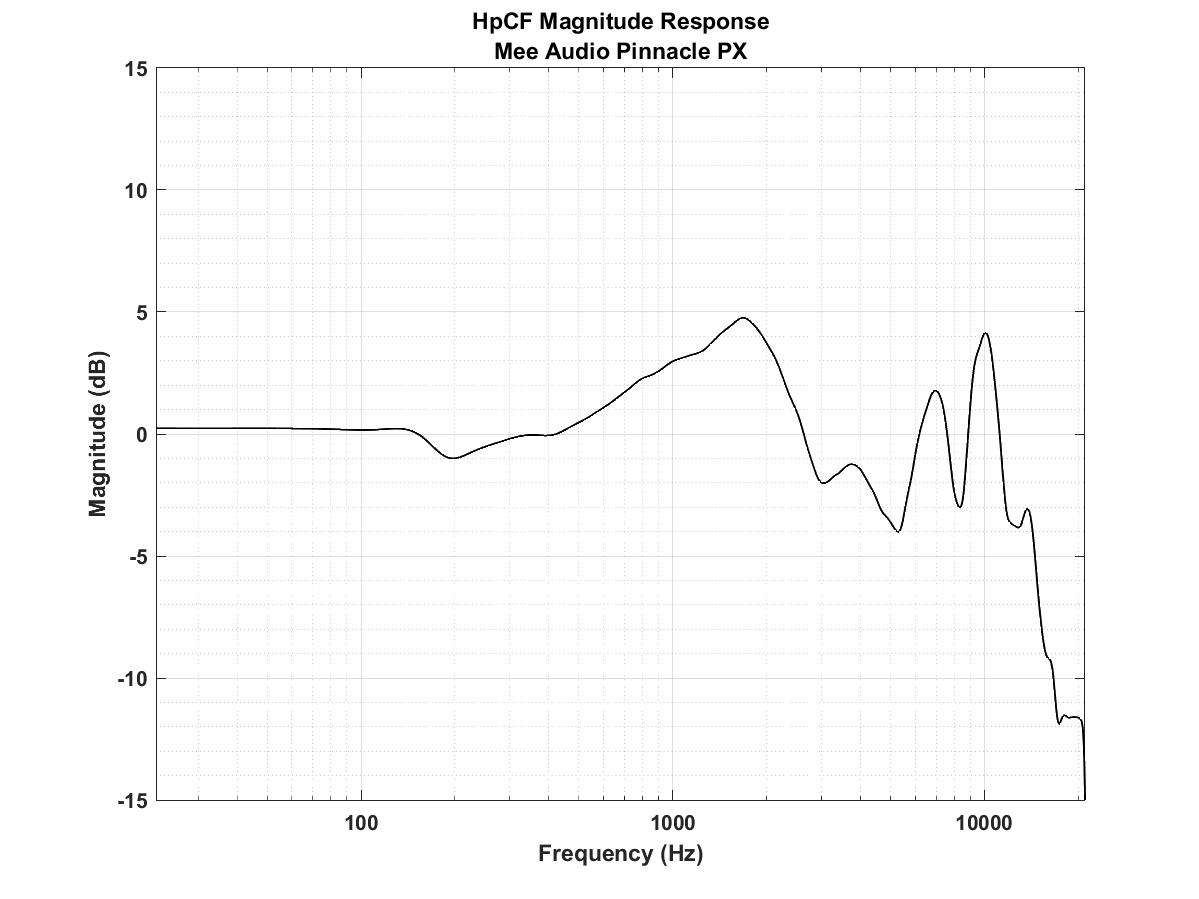 HpCF Magnitude Response
Mee Audio Pinnacle PX
15
10
5
0
-5
-10
-15
Magnitude (dB)
100
1000
10000
Frequency (Hz)